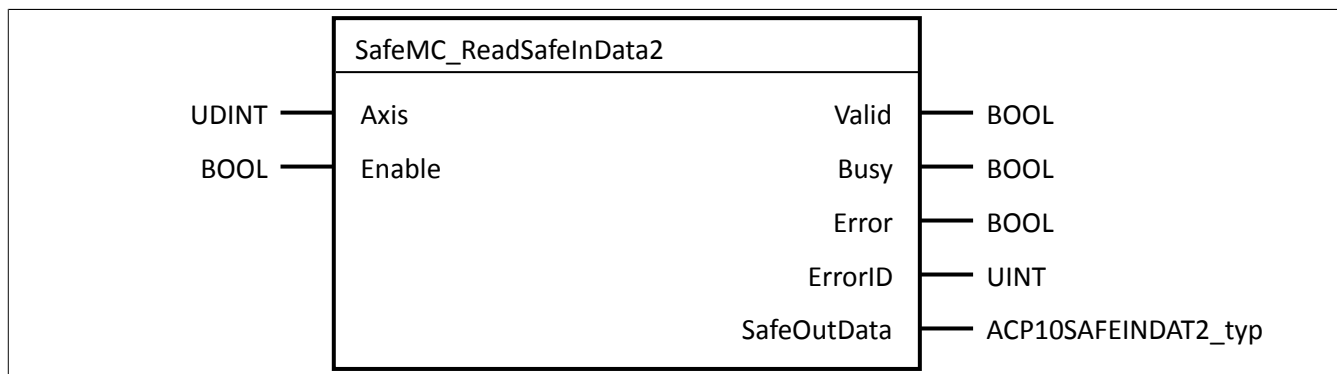 SafeMC_ReadSafeInData2
UDINT Axis Valid BOOL
BOOL Enable Busy BOOL
Error BOOL
ErrorID UINT
SafeOutData ACP10SAFEINDAT2_typ